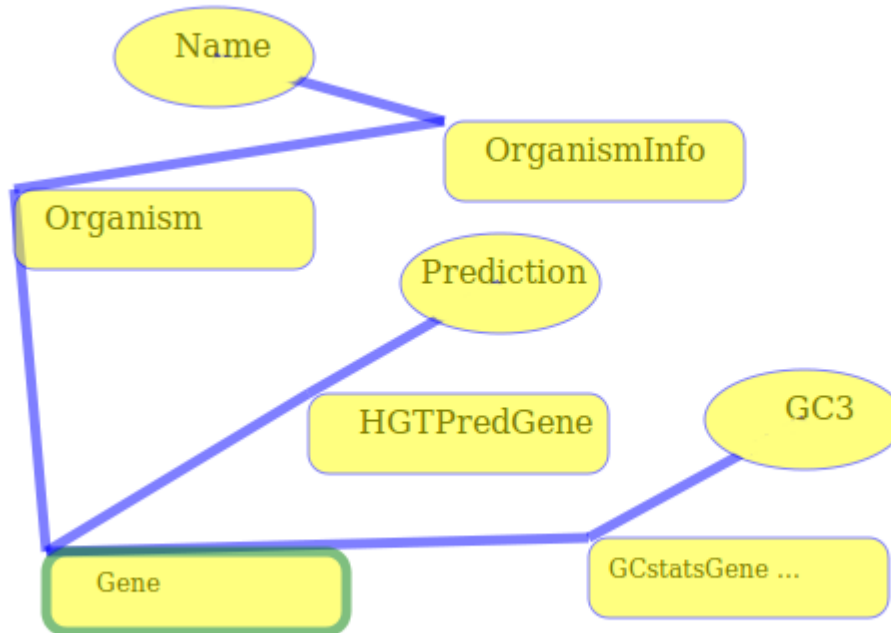 Name
OrganismInfo
Organism
Prediction
GC3
HGTPredGene
GCstatsGene ...
Gene